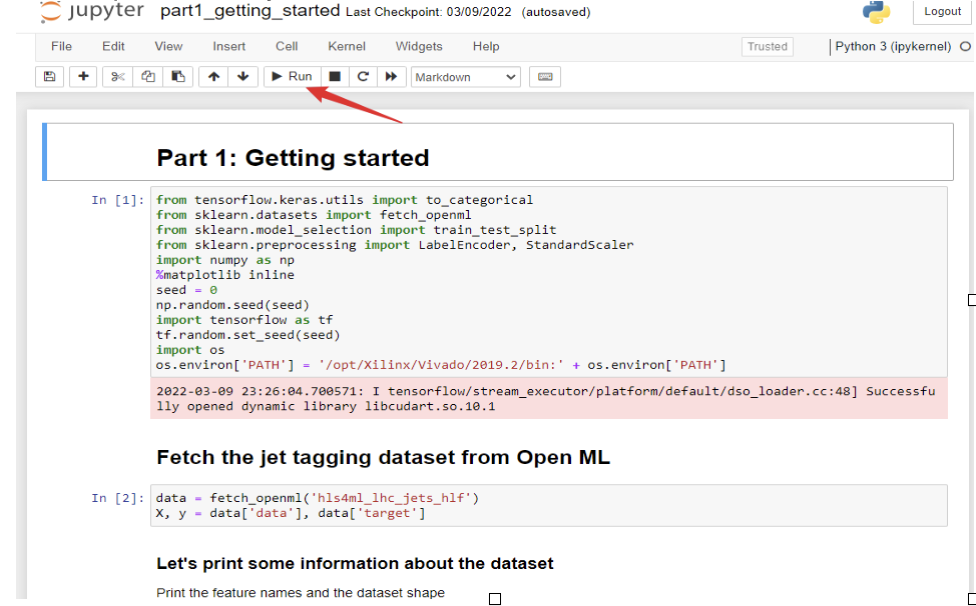 jupyter part1_getting_started Last Checkpoint: 03/09/2022 (autosaved)
Logout
File Edit View Insert Cell Kernel Widgets Help
Trusted
Python 3 (ipykernel)
Run
Markdown
Part 1: Getting started
In [1]:
from tensorflow.keras.utils import to_categorical
from sklearn.datasets import fetch_openml
from sklearn.model_selection import train_test_split
from sklearn.preprocessing import LabelEncoder, StandardScaler
import numpy as np
%matplotlib inline
seed = 0
np.random.seed(seed)
import tensorflow as tf
tf.random.set_seed(seed)
import os
os.environ['PATH'] = '/opt/Xilinx/Vivado/2019.2/bin:' + os.environ['PATH']
2022-03-09 23:26:04.700571: I tensorflow/stream_executor/platform/default/dso_loader.cc:48] Successfu
lly opened dynamic library libcudart.so.10.1
Fetch the jet tagging dataset from Open ML
In [2]:
data = fetch_openml('hls4ml_lhc_jets_hlf')
X, y = data['data'], data['target']
Let's print some information about the dataset
Print the feature names and the dataset shape